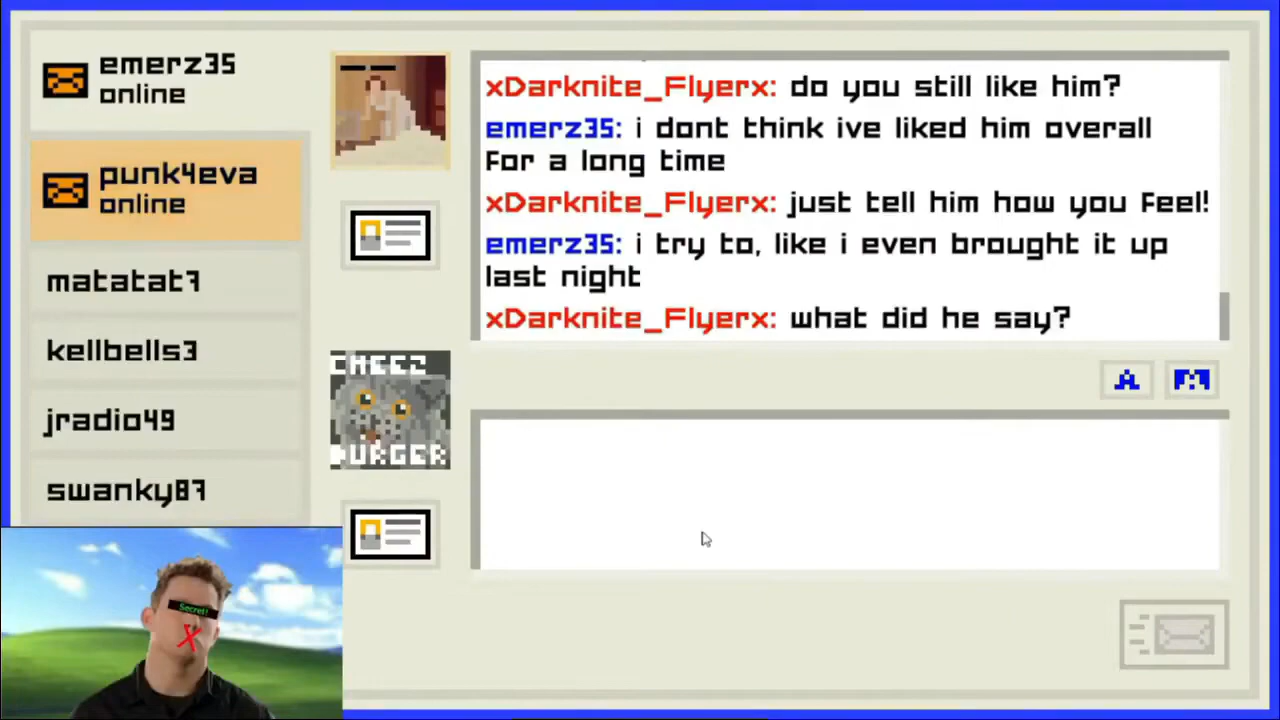 emerz35
online
punk4eva
online
matatat7
kellbells3
jradio49
swanky87
xDarknite_Flyerx: do you still like him?
emerz35: i dont think ive liked him overall
for a long time
xDarknite_Flyerx: just tell him how you feel!
emerz35: i try to, like i even brought it up
last night
xDarknite_Flyerx: what did he say?
CHEEZ
BURGER
A
Secret!
X